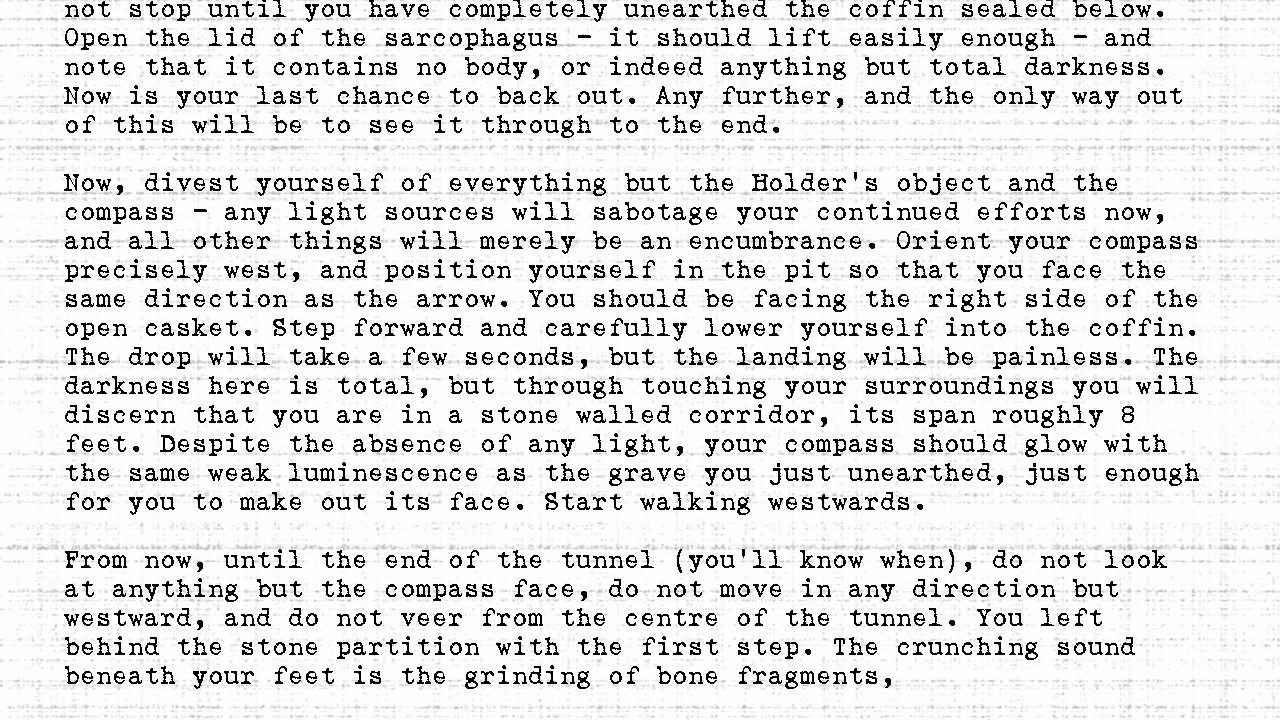 not stop until you have completely unearthed the coffin sealed below.
Open the lid of the sarcophagus - it should lift easily enough - and
note that it contains no body, or indeed anything but total darkness.
Now is your last chance to back out. Any further, and the only way out
of this will be to see it through to the end.

Now, divest yourself of everything but the Holder's object and the
compass - any light sources will sabotage your continued efforts now,
and all other things will merely be an encumbrance. Orient your compass
precisely west, and position yourself in the pit so that you face the
same direction as the arrow. You should be facing the right side of the
open casket. Step forward and carefully lower yourself into the coffin.
The drop will take a few seconds, but the landing will be painless. The
darkness here is total, but through touching your surroundings you will
discern that you are in a stone walled corridor, its span roughly 8
feet. Despite the absence of any light, your compass should glow with
the same weak luminescence as the grave you just unearthed, just enough
for you to make out its face. Start walking westwards.

From now, until the end of the tunnel (you'll know when), do not look
at anything but the compass face, do not move in any direction but
westward, and do not veer from the centre of the tunnel. You left
behind the stone partition with the first step. The crunching sound
beneath your feet is the grinding of bone fragments,